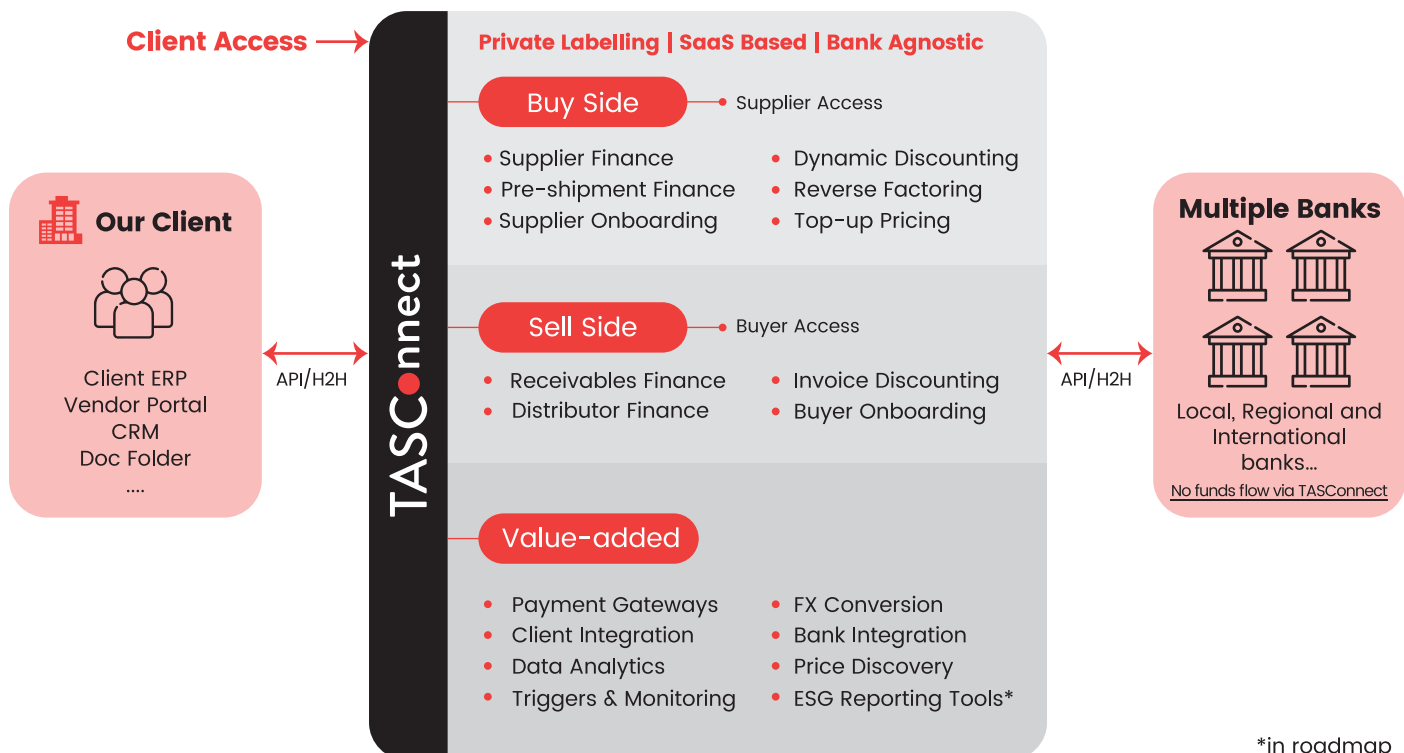 Client Access
Private Labelling | SaaS Based | Bank Agnostic
Buy Side
Supplier Access
Supplier Finance
Pre-shipment Finance
Supplier Onboarding
Dynamic Discounting
Reverse Factoring
Top-up Pricing
Our Client
Client ERP
Vendor Portal
CRM
Doc Folder
....
API/H2H
TASConnect
Sell Side
Buyer Access
Receivables Finance
Distributor Finance
Invoice Discounting
Buyer Onboarding
Value-added
Payment Gateways
Client Integration
Data Analytics
Triggers & Monitoring
FX Conversion
Bank Integration
Price Discovery
ESG Reporting Tools*
API/H2H
Multiple Banks
Local, Regional and
International
banks...
No funds flow via TASConnect
*in roadmap